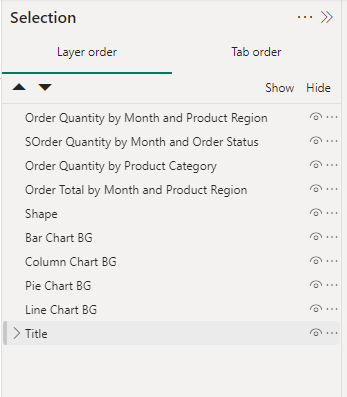 Selection
Layer order
Tab order
Show Hide
Order Quantity by Month and Product Region
SOrder Quantity by Month and Order Status
Order Quantity by Product Category
Order Total by Month and Product Region
Shape
Bar Chart BG
Column Chart BG
Pie Chart BG
Line Chart BG
Title